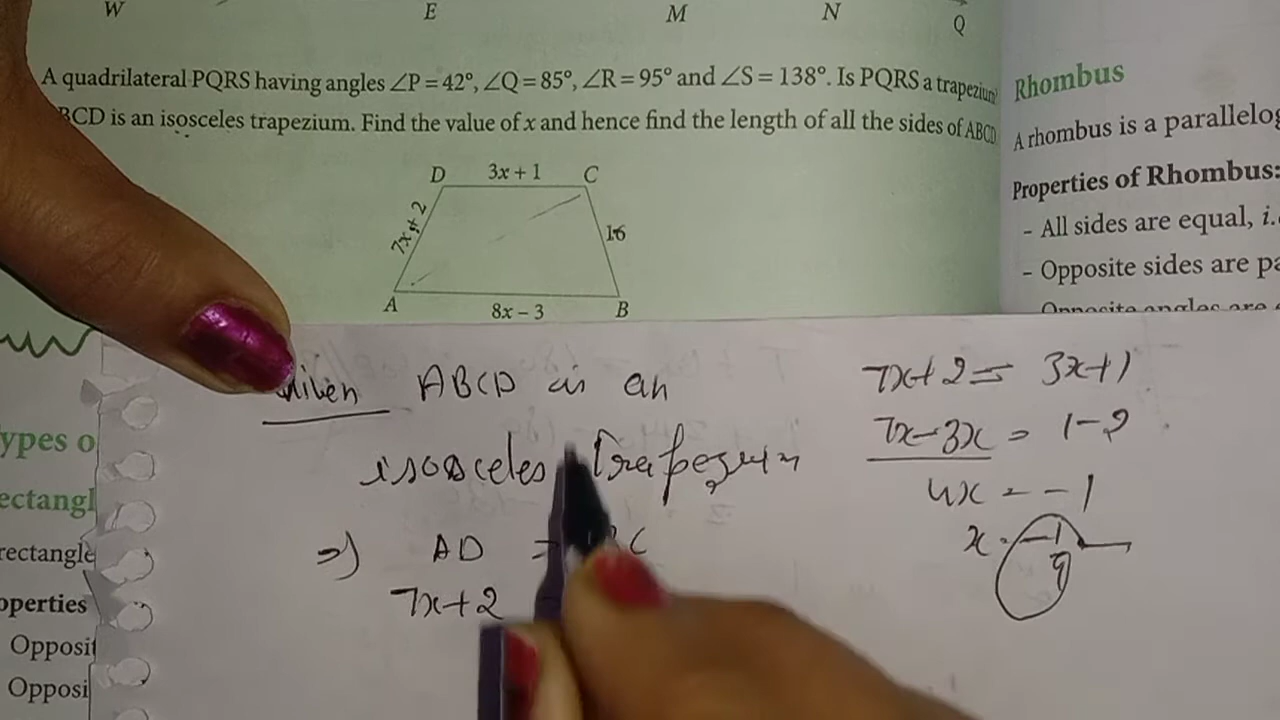 W E M N Q
A quadrilateral PQRS having angles ∠P = 42°, ∠Q = 85°, ∠R = 95° and ∠S = 138°. Is PQRS a trapezium
BCD is an isosceles trapezium. Find the value of x and hence find the length of all the sides of ABCD
D 3x + 1 C
7x + 2
16
A 8x – 3 B
Rhombus
A rhombus is a parallelog
Properties of Rhombus:
- All sides are equal, i.
- Opposite sides are pa
Opposite angles are
ypes o
ectangl
rectangle
operties
Opposit
Opposi
Given ABCD is an
isosceles Trapezium
=) AD =
7x+2
7x+2 = 3x+1
7x-3x = 1-2
4x = -1
x